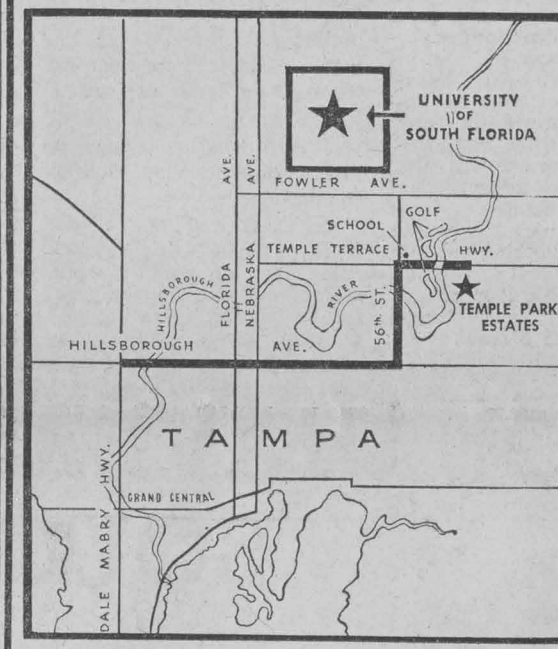 UNIVERSITY
OF
SOUTH FLORIDA
AVE.
AVE.
FOWLER AVE.
SCHOOL
GOLF
TEMPLE TERRACE HWY.
HILLSBOROUGH
RIVER
FLORIDA
NEBRASKA
56th. ST.
TEMPLE PARK
ESTATES
HILLSBOROUGH AVE.
TAMPA
GRAND CENTRAL
DALE MABRY HWY.